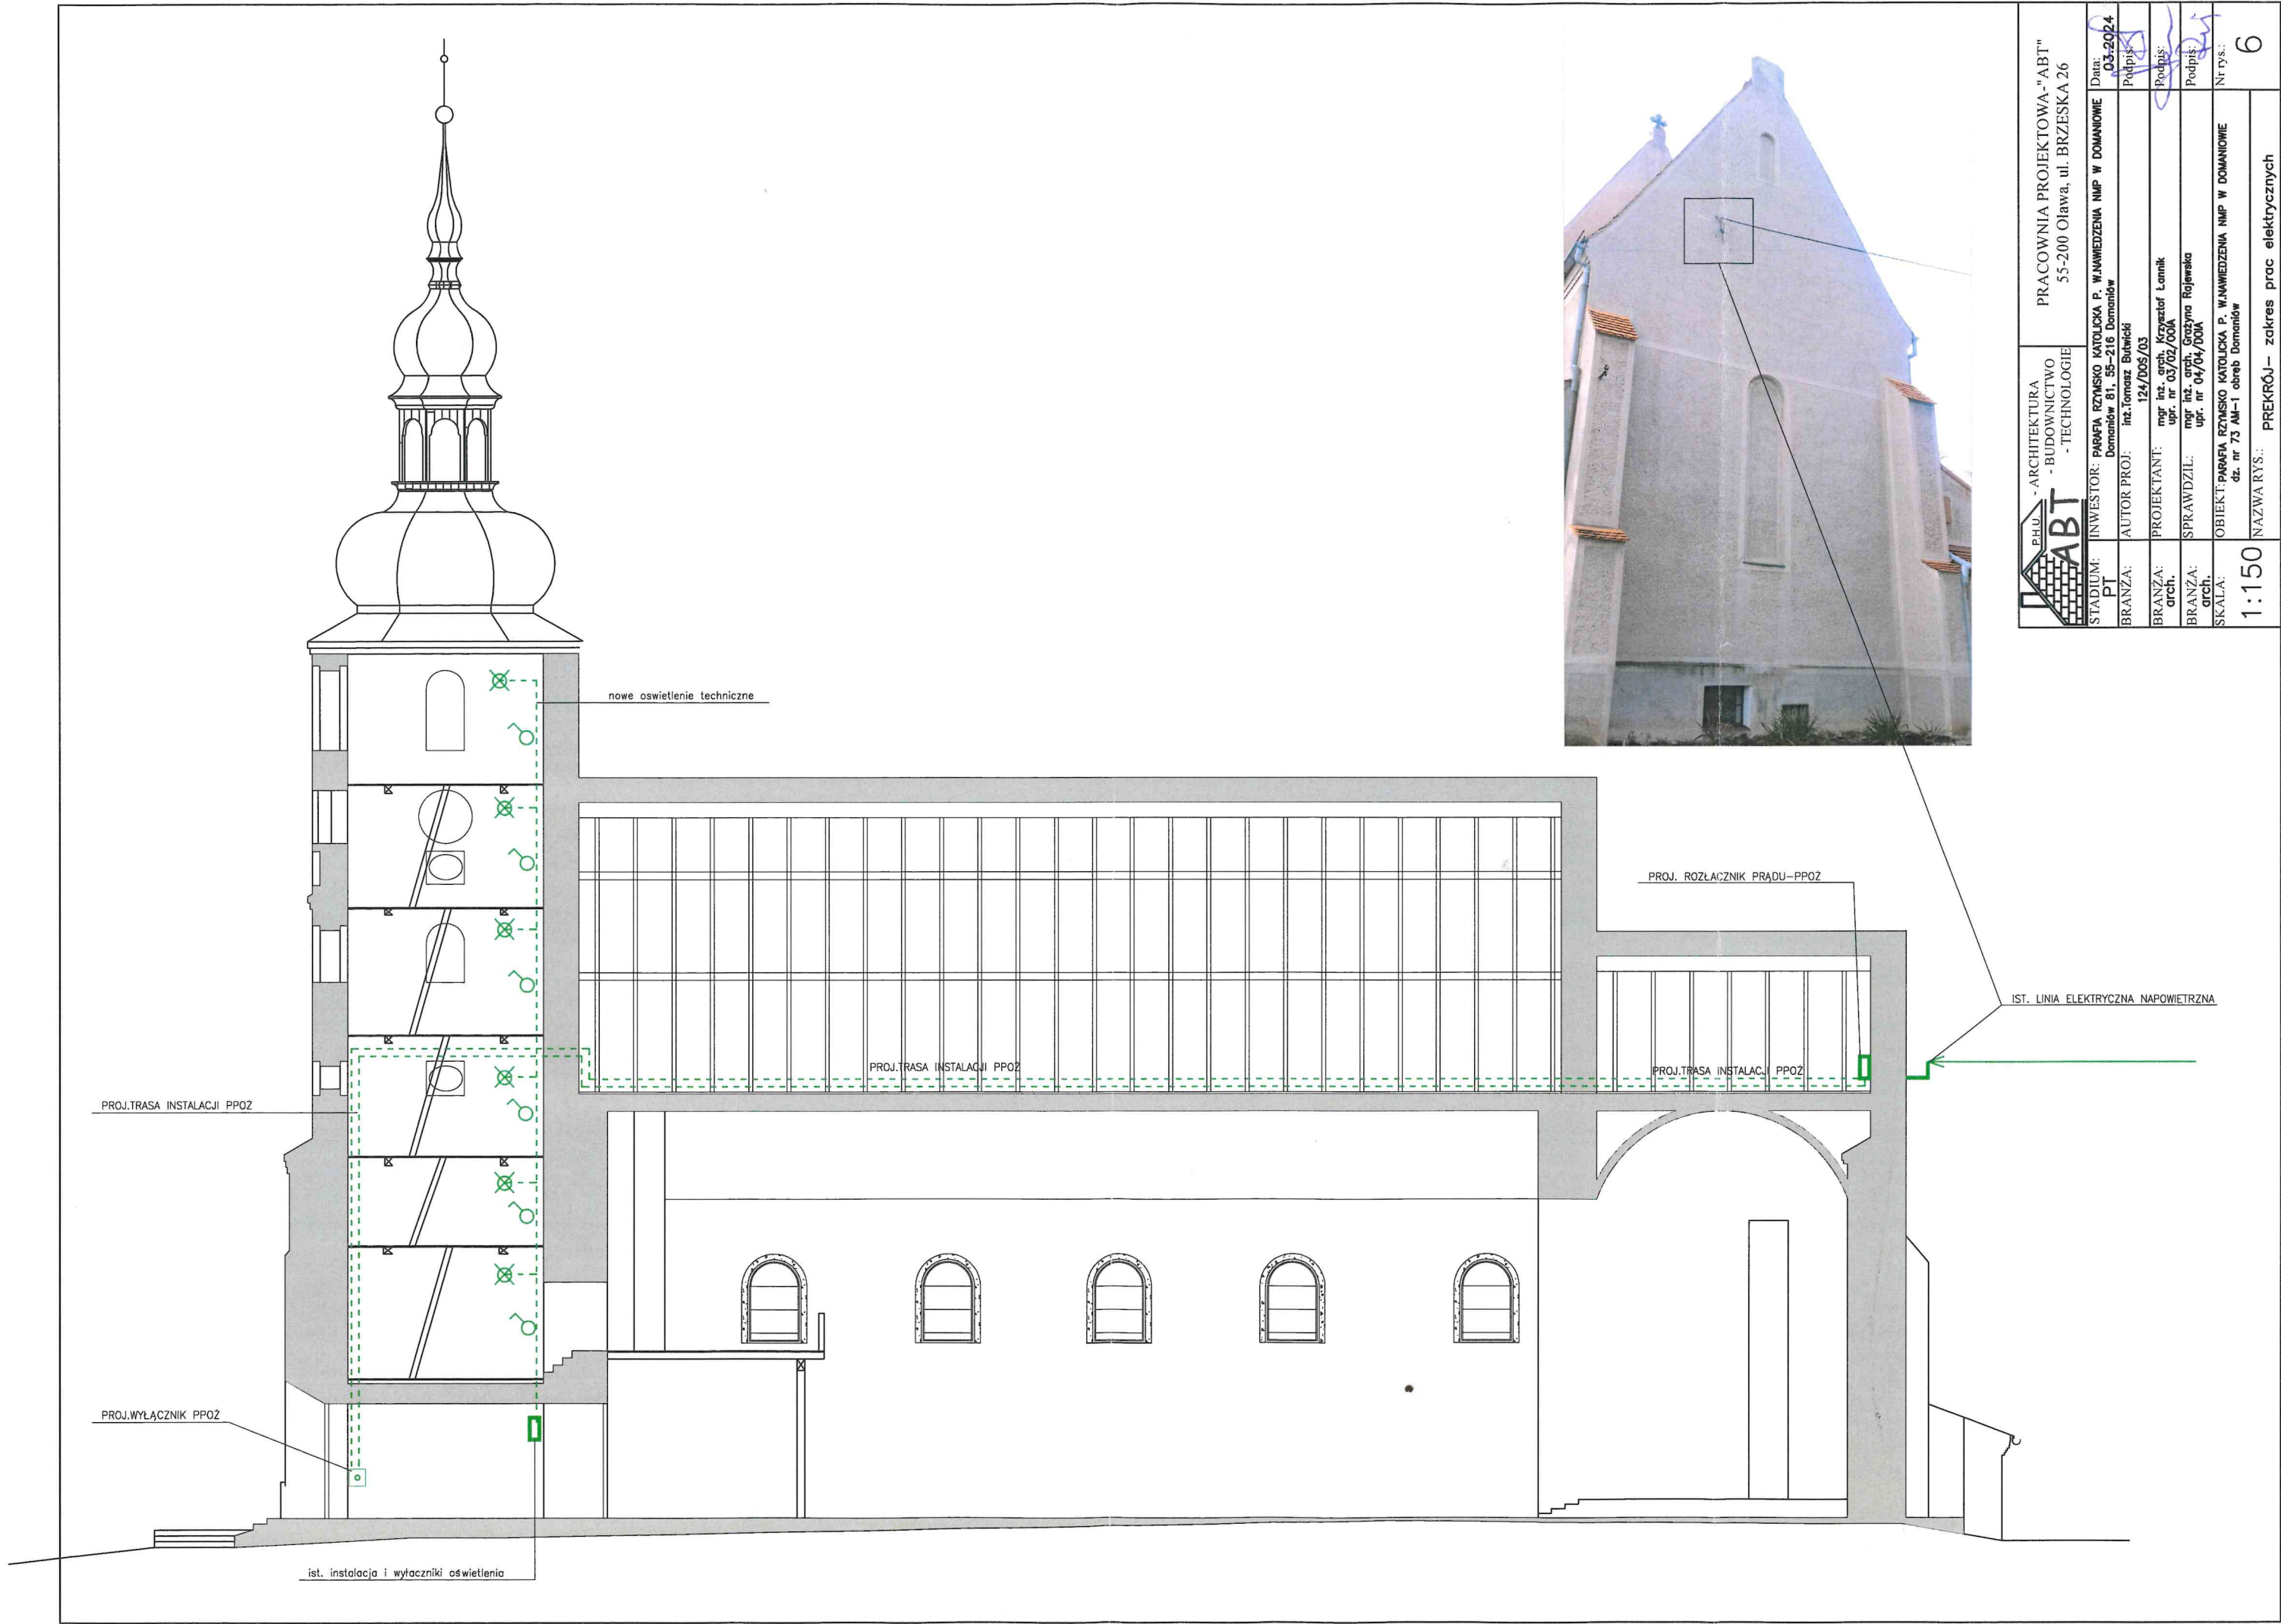 nowe oswietlenie techniczne
PROJ. ROZŁACZNIK PRĄDU-PPOŻ
IST. LINIA ELEKTRYCZNA NAPOWIETRZNA
PROJ.TRASA INSTALACJI PPOŻ
PROJ.TRASA INSTALACJI PPOŻ
PROJ.TRASA INSTALACJI PPOŻ
PROJ.WYŁĄCZNIK PPOŻ
ist. instalacja i wyłaczniki oświetlenia
P.H.U.
ABT
- ARCHITEKTURA
- BUDOWNICTWO
- TECHNOLOGIE
PRACOWNIA PROJEKTOWA-"ABT"
55-200 Oława, ul. BRZESKA 26
STADIUM:
PT
INWESTOR: PARAFIA RZYMSKO KATOLICKA P. W.NAWIEDZENIA NMP W DOMANIOWIE
Domaniów 81, 55-216 Domaniów
Data:
03.2024
BRANŻA:
AUTOR PROJ: inż.Tomasz Butwicki
124/DOŚ/03
Podpis:
BRANŻA:
arch.
PROJEKTANT: mgr inż. arch. Krzysztof Łannik
upr. nr 03/02/DOIA
Podpis:
BRANŻA:
arch.
SPRAWDZIŁ: mgr inż. arch. Grażyna Rajewska
upr. nr 04/04/DOIA
Podpis:
SKALA:
1:150
OBIEKT:PARAFIA RZYMSKO KATOLICKA P. W.NAWIEDZENIA NMP W DOMANIOWIE
dz. nr 73 AM-1 obręb Domaniów
Nr rys.:
6
NAZWA RYS.: PREKRÓJ- zakres prac elektrycznych